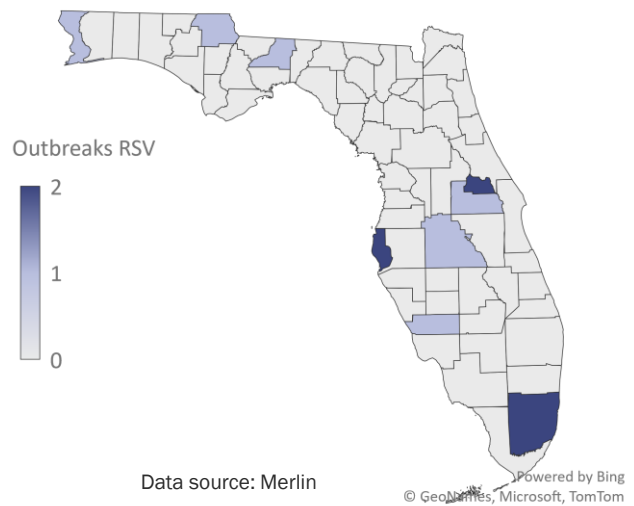 Outbreaks RSV
2
1
0
Data source: Merlin
Powered by Bing
© GeoNames, Microsoft, TomTom